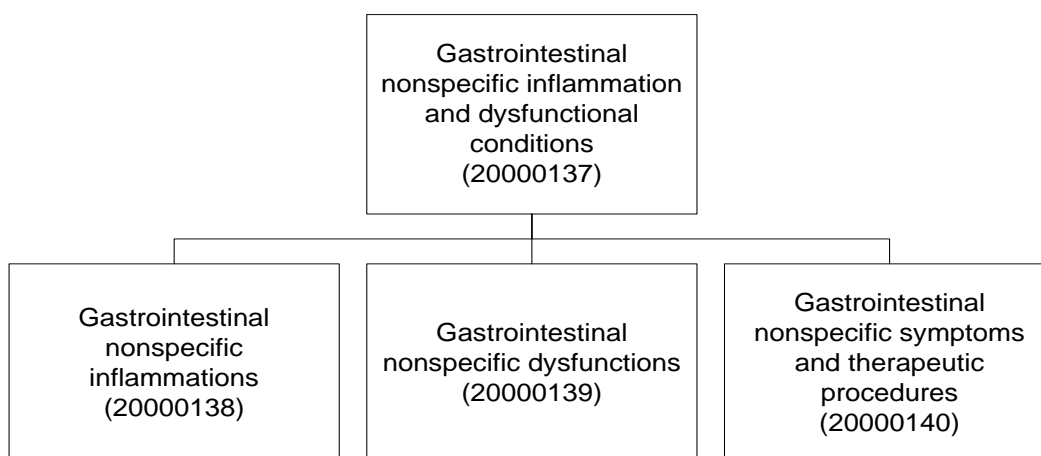 Gastrointestinal
nonspecific inflammation
and dysfunctional
conditions
(20000137)
Gastrointestinal
nonspecific
inflammations
(20000138)
Gastrointestinal
nonspecific dysfunctions
(20000139)
Gastrointestinal
nonspecific symptoms
and therapeutic
procedures
(20000140)